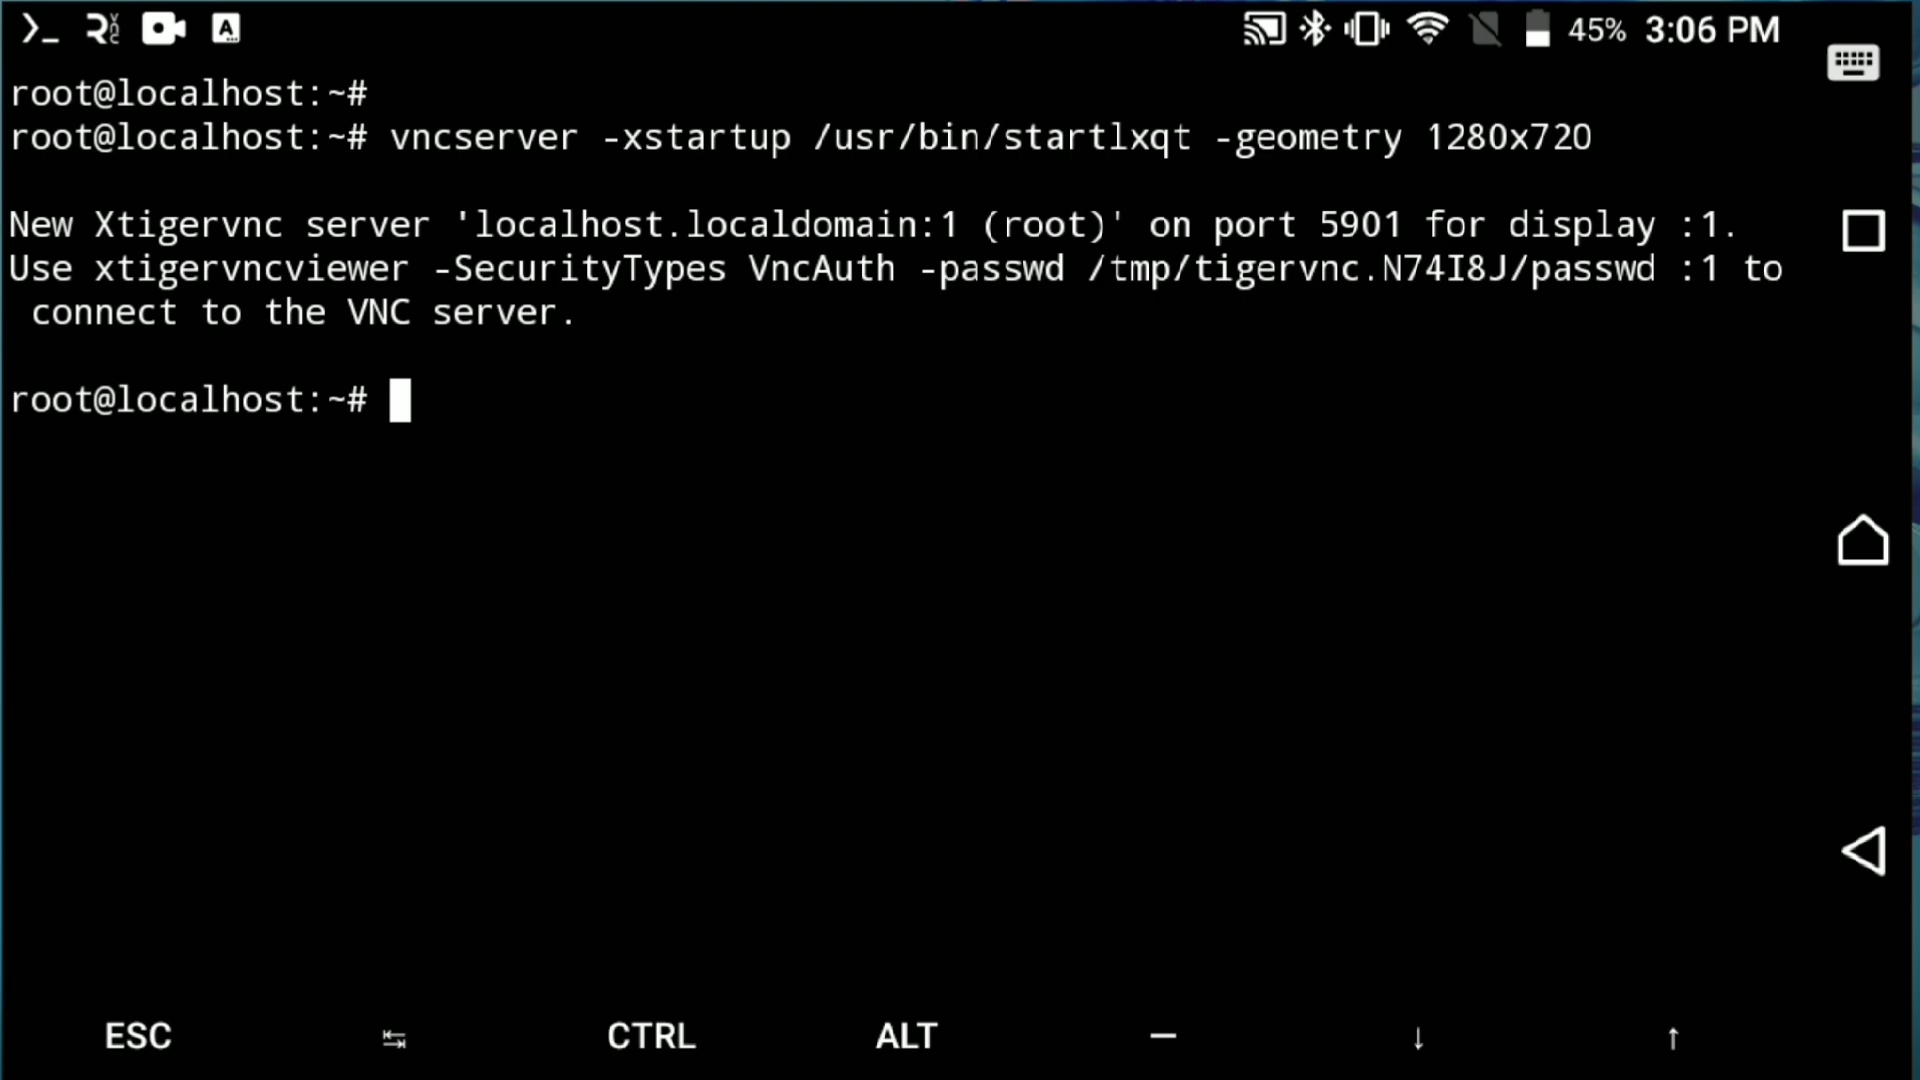 45% 3:06 PM
root@localhost:~#
root@localhost:~# vncserver -xstartup /usr/bin/startlxqt -geometry 1280x720
New Xtigervnc server 'localhost.localdomain:1 (root)' on port 5901 for display :1.
Use xtigervncviewer -SecurityTypes VncAuth -passwd /tmp/tigervnc.N74I8J/passwd :1 to
connect to the VNC server.
root@localhost:~#
ESC ↹ CTRL ALT — ↓ ↑